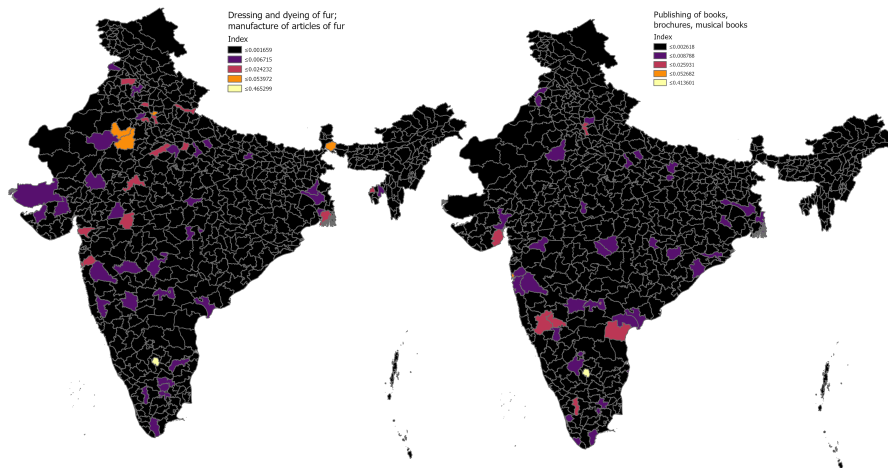 Dressing and dyeing of fur;
manufacture of articles of fur
Index
≤0.001659
≤0.006715
≤0.024232
≤0.053972
≤0.465299
Publishing of books,
brochures, musical books
Index
≤0.002618
≤0.008788
≤0.025931
≤0.052682
≤0.413601